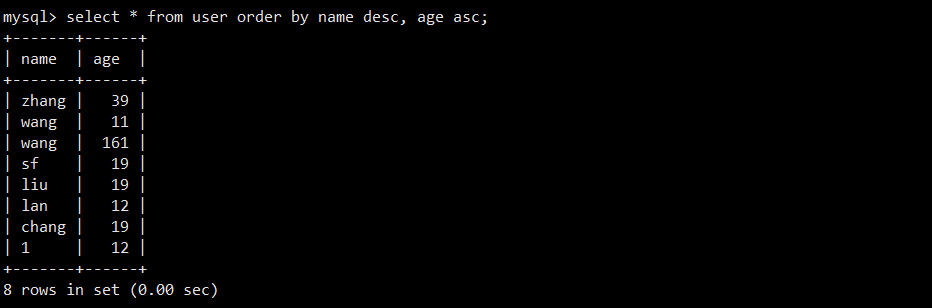 mysql> select * from user order by name desc, age asc;
+-------+------+
| name  | age  |
+-------+------+
| zhang |   39 |
| wang  |   11 |
| wang  |  161 |
| sf    |   19 |
| liu   |   19 |
| lan   |   12 |
| chang |   19 |
| 1     |   12 |
+-------+------+
8 rows in set (0.00 sec)